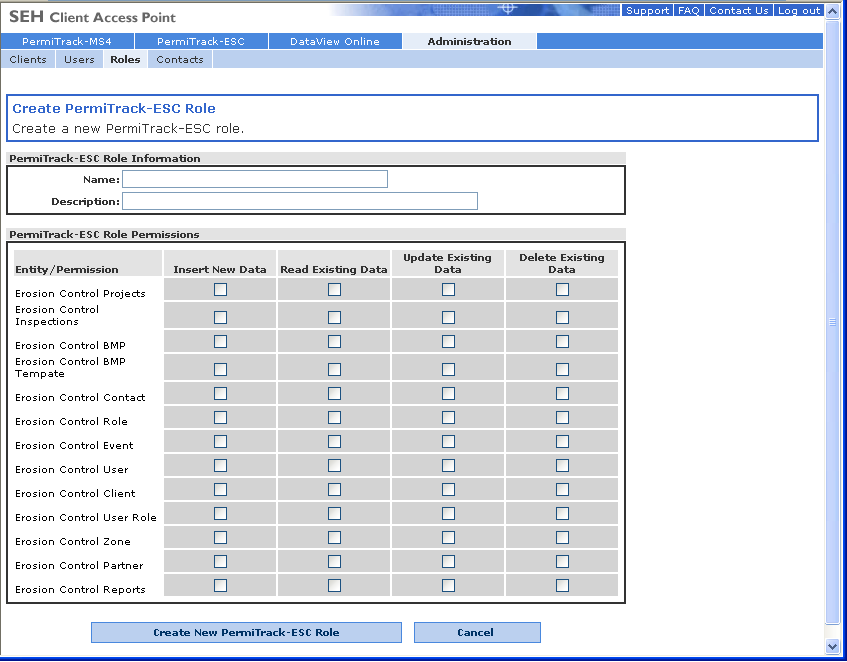 SEH Client Access Point
Support FAQ Contact Us Log out
PermiTrack-MS4 PermiTrack-ESC DataView Online Administration
Clients Users Roles Contacts
Create PermiTrack-ESC Role
Create a new PermiTrack-ESC role.
PermiTrack-ESC Role Information
Name:
Description:
PermiTrack-ESC Role Permissions
Entity/Permission Insert New Data Read Existing Data Update Existing Data Delete Existing Data
Erosion Control Projects
Erosion Control
Inspections
Erosion Control BMP
Erosion Control BMP
Tempate
Erosion Control Contact
Erosion Control Role
Erosion Control Event
Erosion Control User
Erosion Control Client
Erosion Control User Role
Erosion Control Zone
Erosion Control Partner
Erosion Control Reports
Create New PermiTrack-ESC Role Cancel